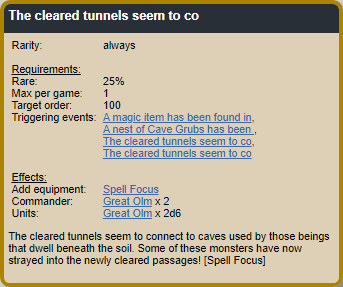 The cleared tunnels seem to co
Rarity: always
Requirements:
Rare: 25%
Max per game: 1
Target order: 100
Triggering events: A magic item has been found in,
A nest of Cave Grubs has been ,
The cleared tunnels seem to co,
The cleared tunnels seem to co
Effects:
Add equipment: Spell Focus
Commander: Great Olm x 2
Units: Great Olm x 2d6
The cleared tunnels seem to connect to caves used by those beings
that dwell beneath the soil. Some of these monsters have now
strayed into the newly cleared passages! [Spell Focus]